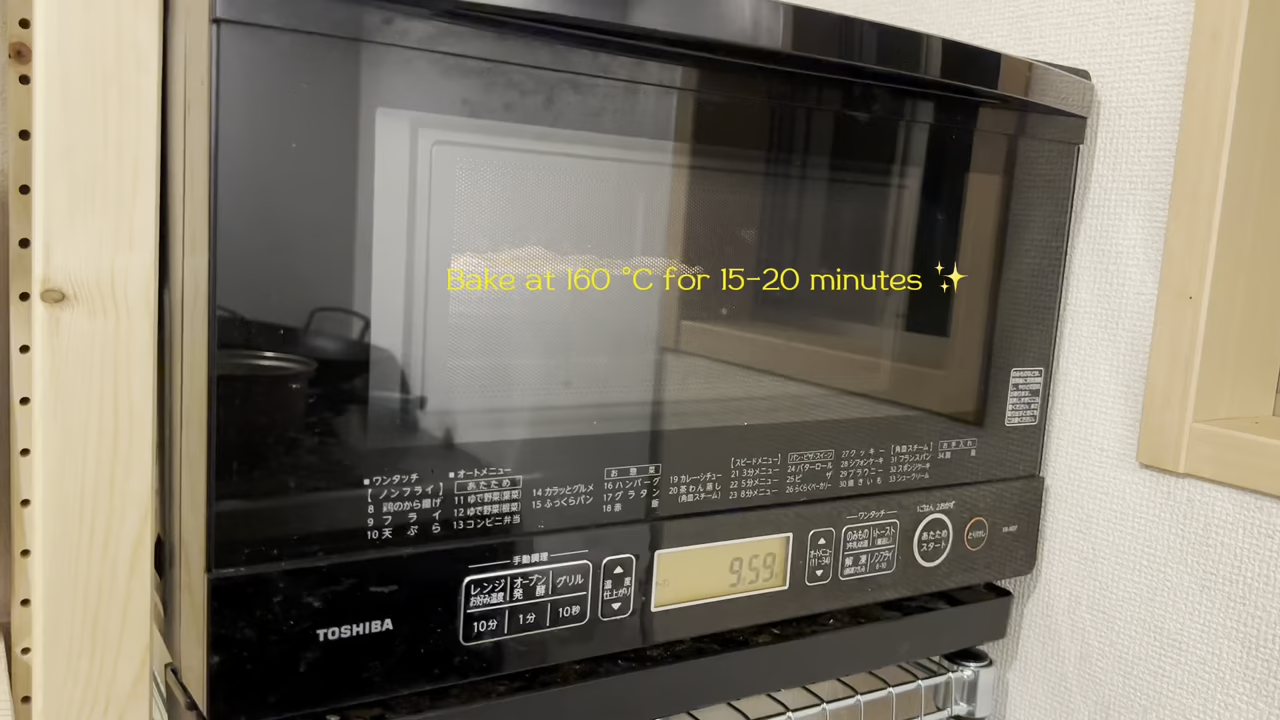 Bake at 160 °C for 15-20 minutes ✨
■ワンタッチ
【ノンフライ】
8 鶏のから揚げ
9 フライ
10 天ぷら
■オートメニュー
あたため
11 ゆで野菜(葉菜)
12 ゆで野菜(根菜)
13 コンビニ弁当
14 カラッとグルメ
15 ふっくらパン
お惣菜
16 ハンバーグ
17 グラタン
18 赤飯
19 カレー・シチュー
20 茶わん蒸し
(角皿スチーム)
【スピードメニュー】
21 3分メニュー
22 5分メニュー
23 8分メニュー
パン・ピザ・スイーツ
24 バターロール
25 ピザ
26 らくらくベーカリー
27 クッキー
28 シフォンケーキ
29 ブラウニー
30 焼きいも
【角皿スチーム】
31 フランスパン
32 スポンジケーキ
33 シュークリーム
お手入れ
手動調理
レンジ
お好み温度
オーブン
発酵
グリル
10分
1分
10秒
温度
仕上がり
9:59
オートメニュー
(11~34)
ワンタッチ
のみもの
トースト
解凍
ノンフライ
8-10
1ごはん 2おかず
あたため
スタート
とりけし
TOSHIBA